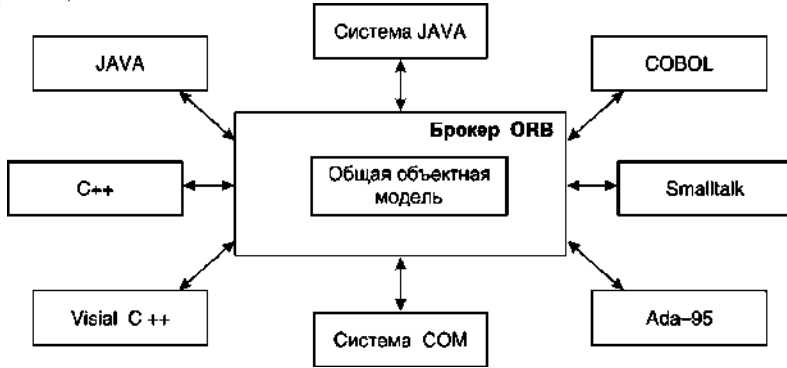 Система JAVA
JAVA
COBOL
Брокер ORB
Общая объектная
модель
C++
Smalltalk
Visial C ++
Система COM
Ada–95